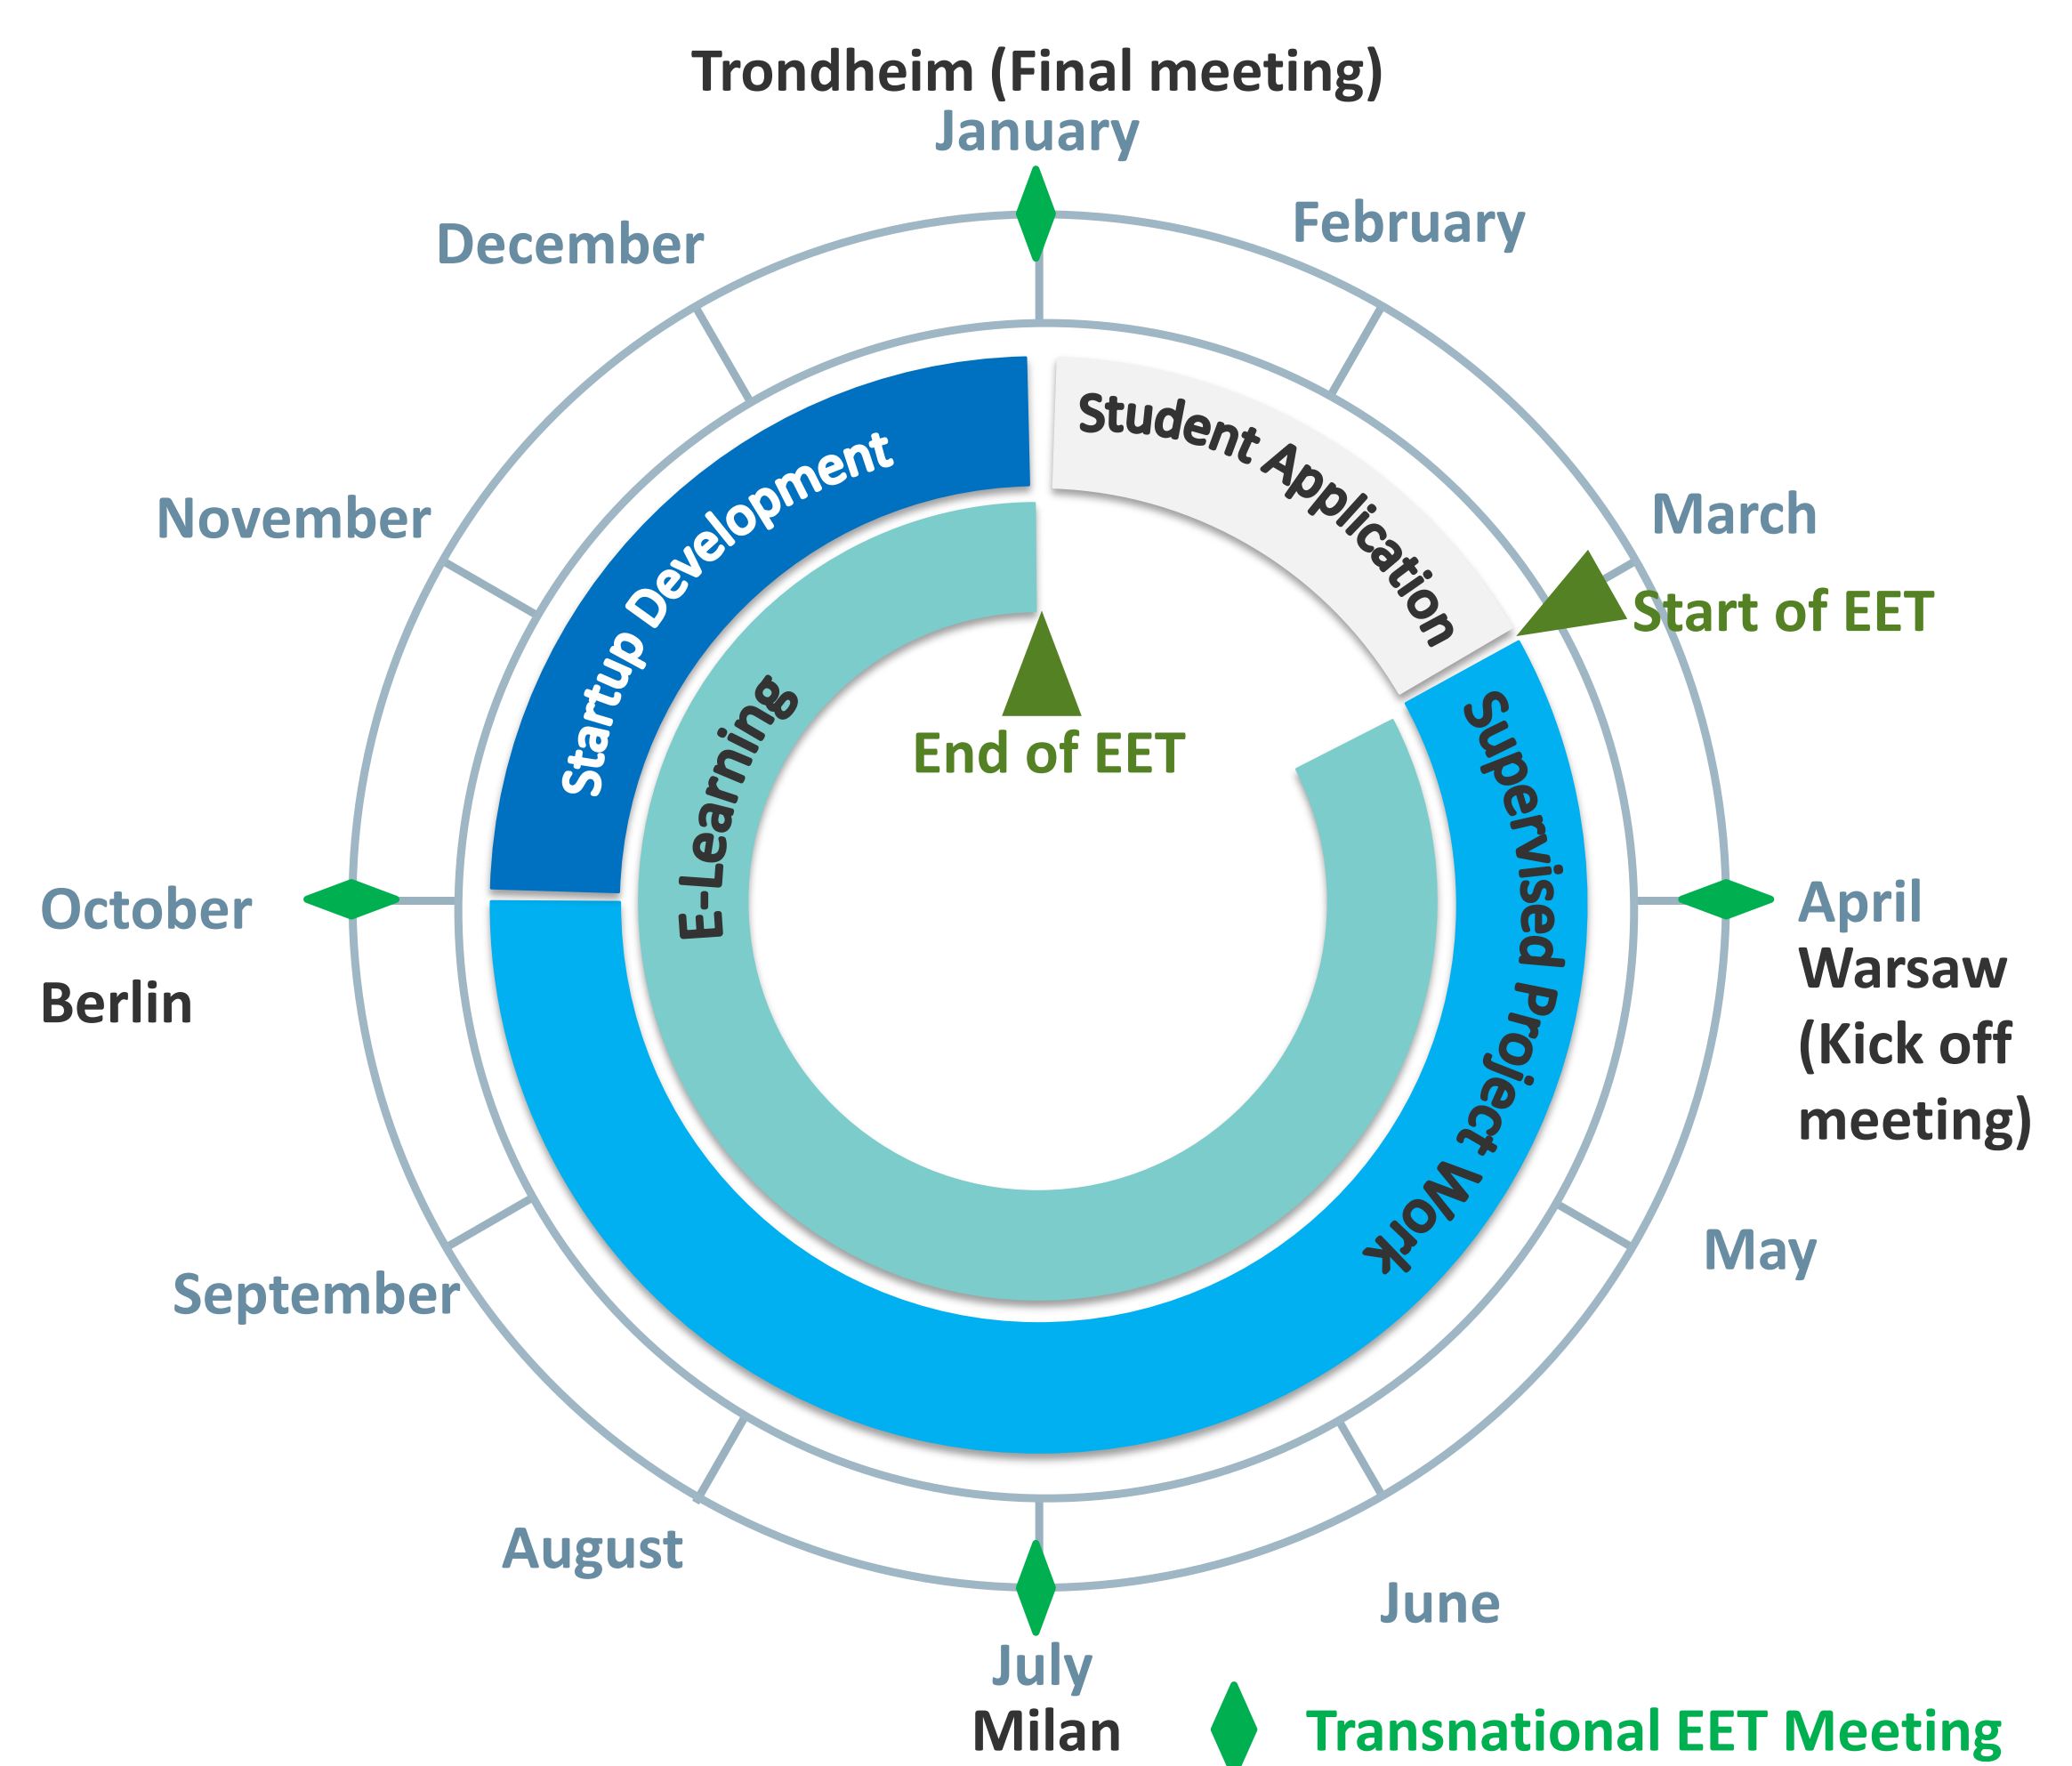 Trondheim (Final meeting)
January
February
December
March
November
Start of EET
Student Application
Startup Development
E-Learning
End of EET
Supervised Project Work
October
Berlin
April
Warsaw
(Kick off
meeting)
May
September
August
June
July
Milan
Transnational EET Meeting